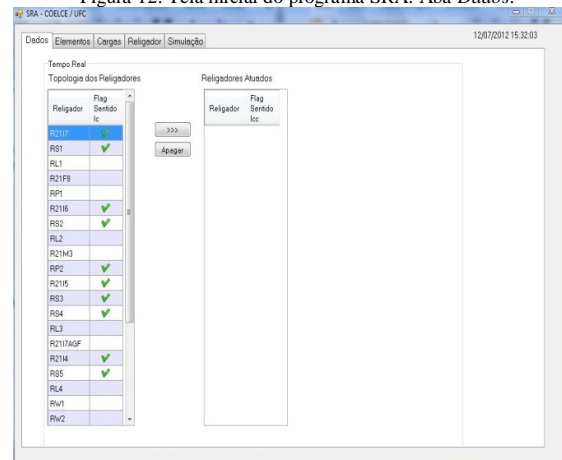 Figura 12: Tela inicial do programa SRA: Aba Dados.
SRA - COELCE / UFC
12/07/2012 15:32:03
Dados Elementos Cargas Religador Simulação
Tempo Real
Topologia dos Religadores
Religadores Atuados
Religador Flag Sentido Ic
Religador Flag Sentido Icc
>>>
Apagar
R21I7
RS1
RL1
R21F8
RP1
R21I6
RS2
RL2
R21M3
RP2
R21I5
RS3
RS4
RL3
R21I7AGF
R21I4
RS5
RL4
RW1
RW2